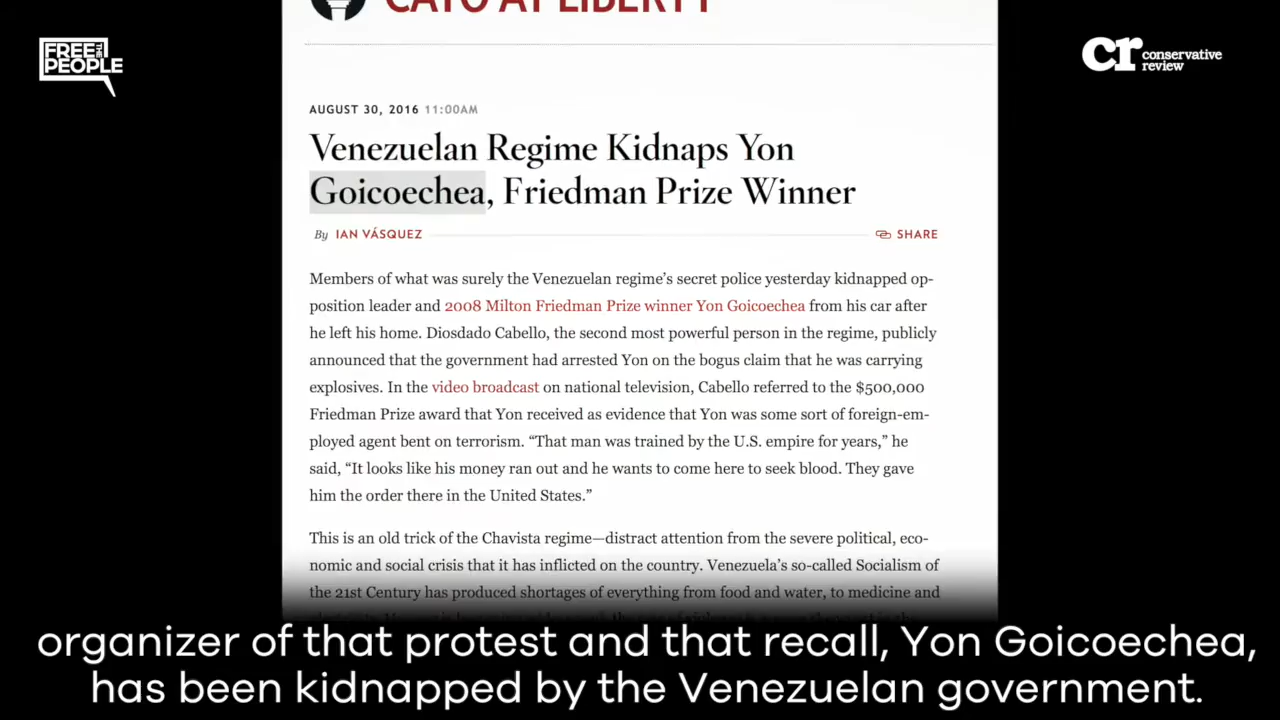 CATO AT LIBERTY
FREE THE
PEOPLE
cr conservative
review
AUGUST 30, 2016 11:00AM
Venezuelan Regime Kidnaps Yon
Goicoechea, Friedman Prize Winner
By IAN VÁSQUEZ
SHARE
Members of what was surely the Venezuelan regime’s secret police yesterday kidnapped op-
position leader and 2008 Milton Friedman Prize winner Yon Goicoechea from his car after
he left his home. Diosdado Cabello, the second most powerful person in the regime, publicly
announced that the government had arrested Yon on the bogus claim that he was carrying
explosives. In the video broadcast on national television, Cabello referred to the $500,000
Friedman Prize award that Yon received as evidence that Yon was some sort of foreign-em-
ployed agent bent on terrorism. “That man was trained by the U.S. empire for years,” he
said, “It looks like his money ran out and he wants to come here to seek blood. They gave
him the order there in the United States.”
This is an old trick of the Chavista regime—distract attention from the severe political, eco-
nomic and social crisis that it has inflicted on the country. Venezuela’s so-called Socialism of
the 21st Century has produced shortages of everything from food and water, to medicine and
organizer of that protest and that recall, Yon Goicoechea,
has been kidnapped by the Venezuelan government.